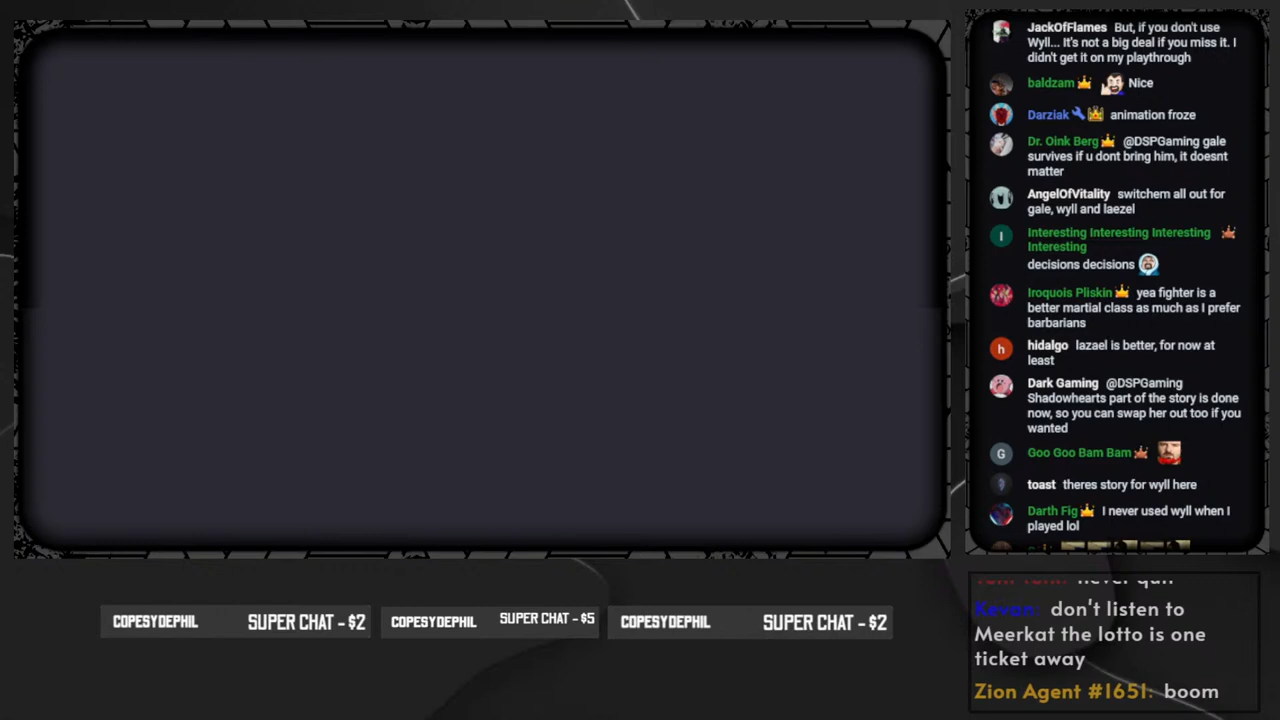 JackOfFlames But, if you don't use
Wyll... It's not a big deal if you miss it. I
didn't get it on my playthrough
baldzam Nice
Darziak animation froze
Dr. Oink Berg @DSPGaming gale
survives if u dont bring him, it doesnt
matter
AngelOfVitality switchem all out for
gale, wyll and laezel
I
Interesting Interesting Interesting
Interesting
decisions decisions
Iroquois Pliskin yea fighter is a
better martial class as much as I prefer
barbarians
h
hidalgo lazael is better, for now at
least
Dark Gaming @DSPGaming
Shadowhearts part of the story is done
now, so you can swap her out too if you
wanted
G
Goo Goo Bam Bam
toast theres story for wyll here
Darth Fig I never used wyll when I
played lol
COPESYDEPHIL SUPER CHAT - $2
COPESYDEPHIL SUPER CHAT - $5
COPESYDEPHIL SUPER CHAT - $2
never quit
Kevan: don't listen to
Meerkat the lotto is one
ticket away
Zion Agent #1651: boom